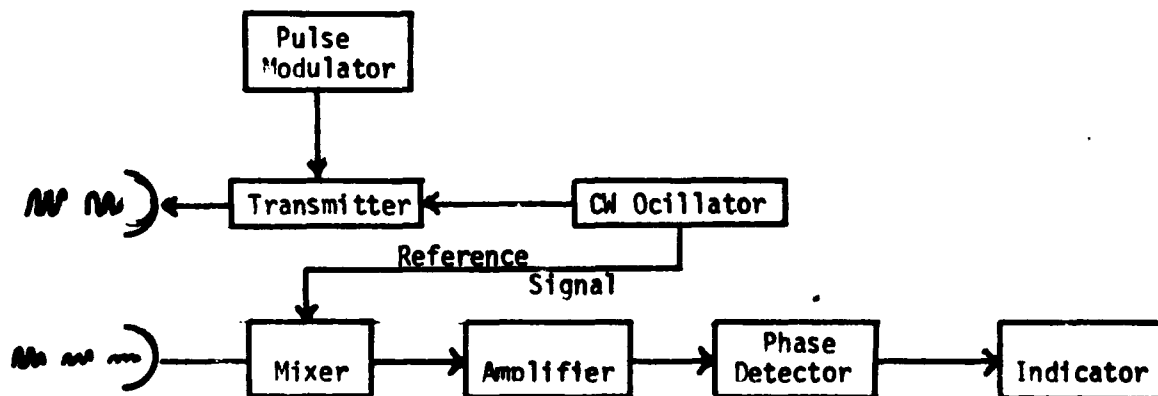 Pulse
Modulator
Transmitter
CW Ocillator
Reference
Signal
Mixer
Amplifier
Phase
Detector
Indicator